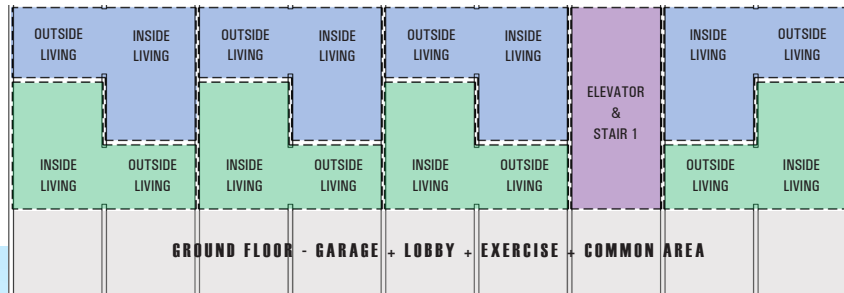 OUTSIDE
LIVING
INSIDE
LIVING
OUTSIDE
LIVING
INSIDE
LIVING
OUTSIDE
LIVING
INSIDE
LIVING
ELEVATOR
&
STAIR 1
INSIDE
LIVING
OUTSIDE
LIVING
INSIDE
LIVING
OUTSIDE
LIVING
INSIDE
LIVING
OUTSIDE
LIVING
INSIDE
LIVING
OUTSIDE
LIVING
OUTSIDE
LIVING
INSIDE
LIVING
GROUND FLOOR - GARAGE + LOBBY + EXERCISE + COMMON AREA